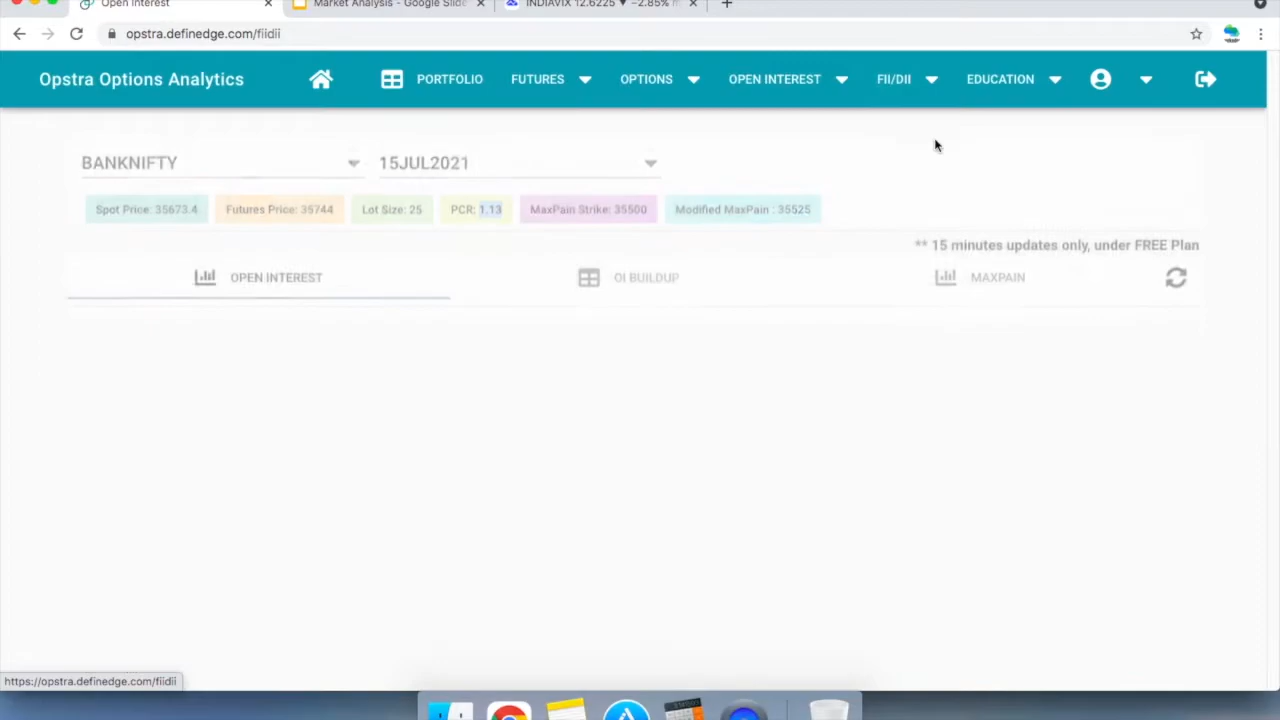 Open Interest
Market Analysis - Google Slide
INDIAVIX 12.6225 ▼ −2.85%
opstra.definedge.com/fiidii
Opstra Options Analytics
PORTFOLIO
FUTURES
OPTIONS
OPEN INTEREST
FII/DII
EDUCATION
BANKNIFTY
15JUL2021
Spot Price: 35673.4
Futures Price: 35744
Lot Size: 25
PCR: 1.13
MaxPain Strike: 35500
Modified MaxPain : 35525
** 15 minutes updates only, under FREE Plan
OPEN INTEREST
OI BUILDUP
MAXPAIN
https://opstra.definedge.com/fiidii